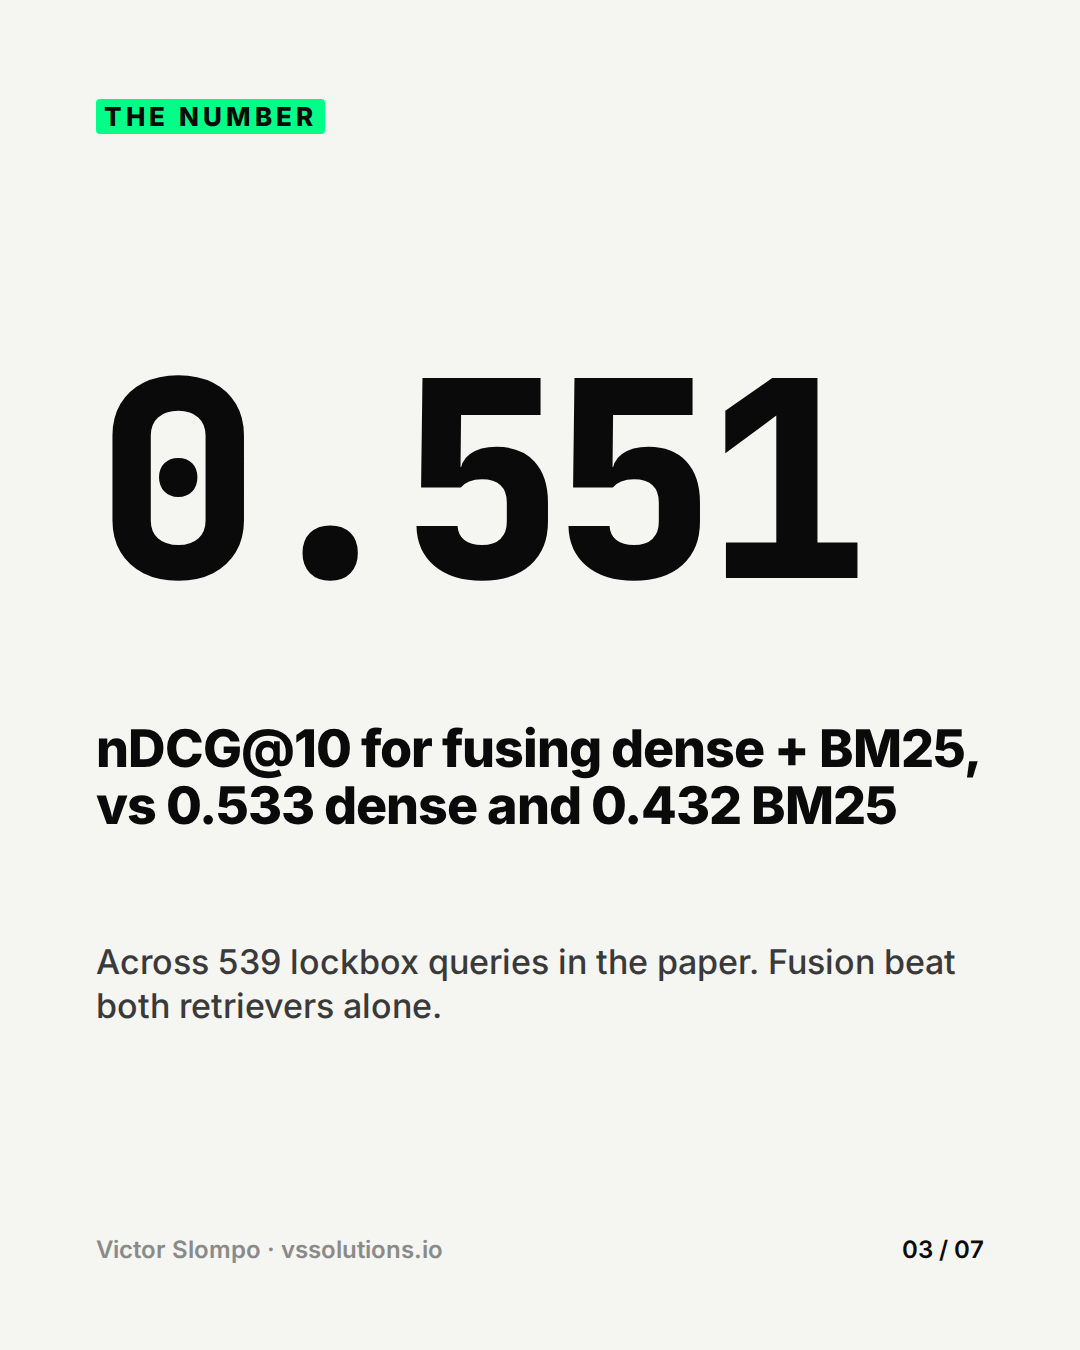 THE NUMBER
0.551
nDCG@10 for fusing dense + BM25,
vs 0.533 dense and 0.432 BM25
Across 539 lockbox queries in the paper. Fusion beat
both retrievers alone.
Victor Slompo · vssolutions.io
03 / 07